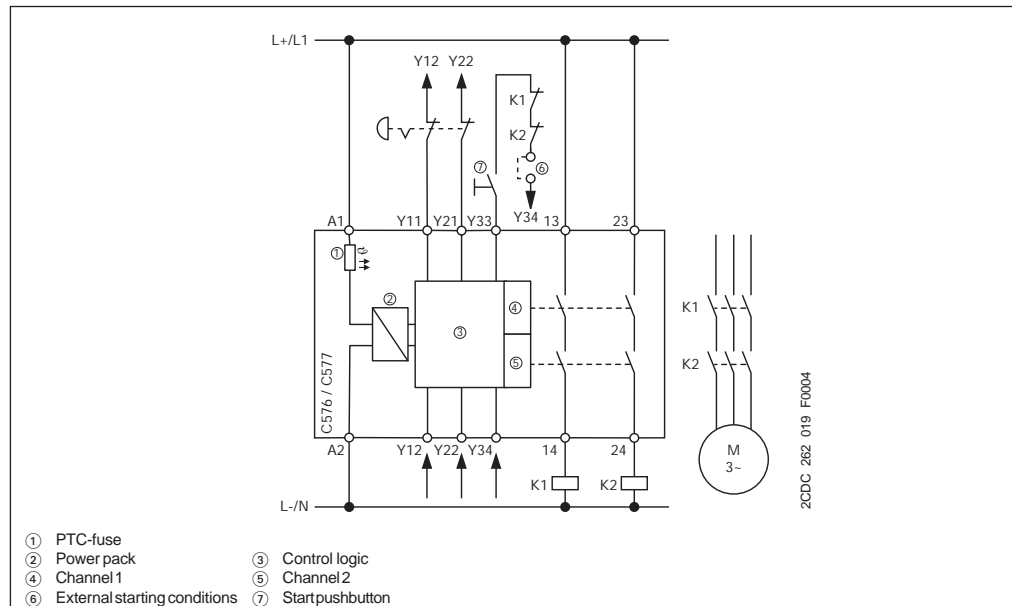 L+/L1
Y12 Y22
K1
K2
⑦ ⑥
Y34
A1 Y11 Y21 Y33 13 23
①
② ④
③
⑤
C576 / C577
K1
K2
M
3~
A2 Y12 Y22 Y34 14 24
K1 K2
L-/N
2CDC 262 019 F0004
① PTC-fuse
② Power pack ③ Control logic
④ Channel 1 ⑤ Channel 2
⑥ External starting conditions ⑦ Start pushbutton